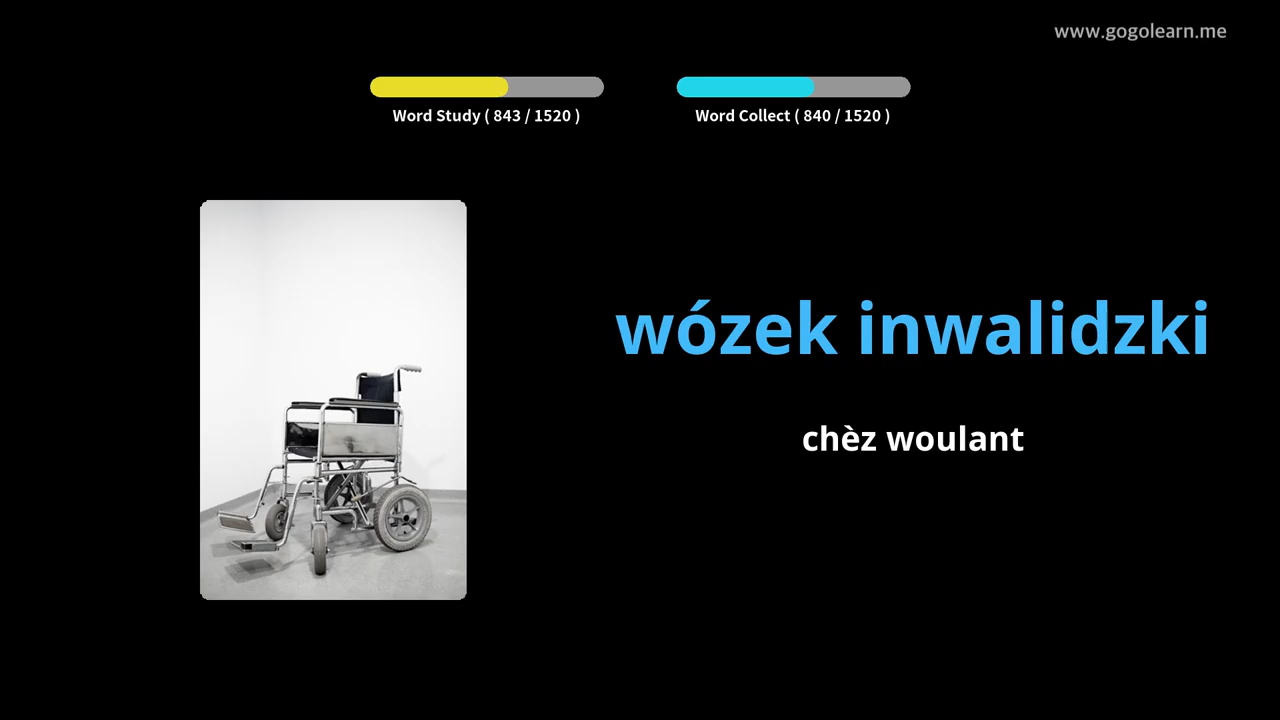 www.gogolearn.me
Word Study ( 843 / 1520 )
Word Collect ( 840 / 1520 )
wózek inwalidzki
chèz woulant